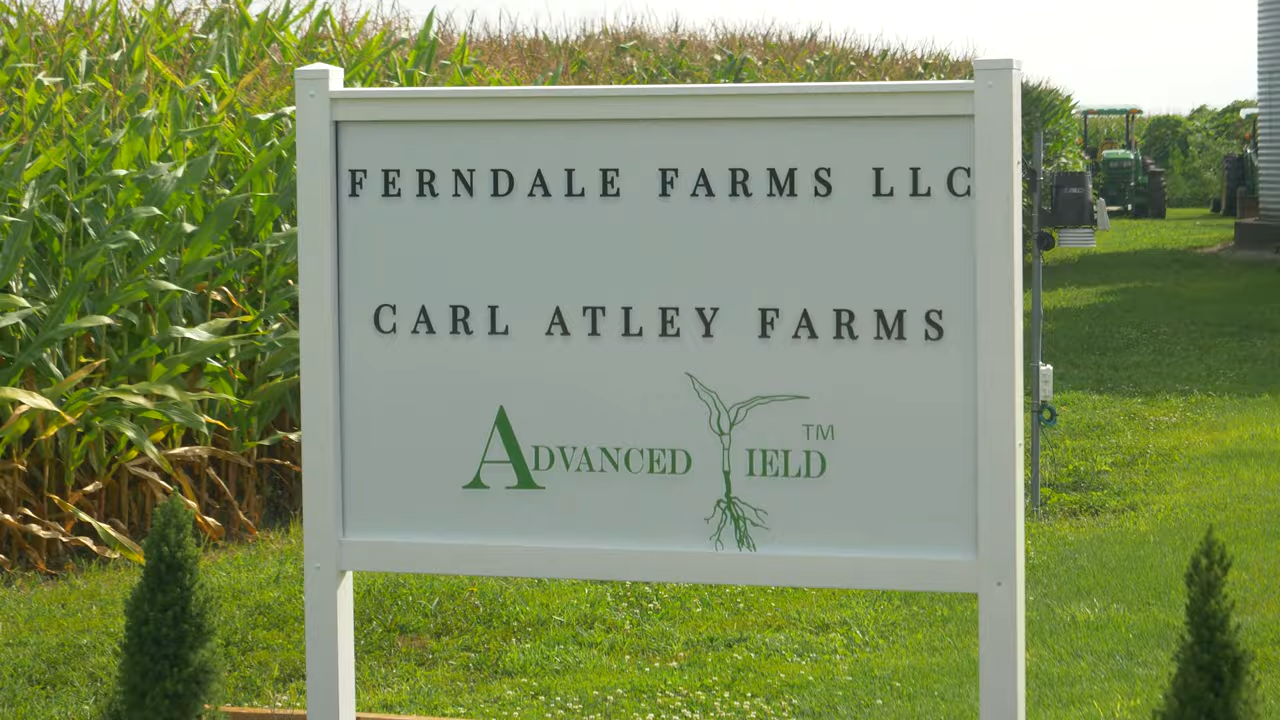 FERNDALE FARMS LLC
CARL ATLEY FARMS
ADVANCED YIELD™